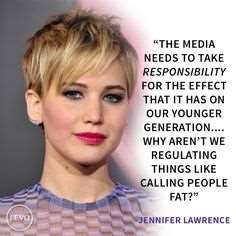 “THE MEDIA
NEEDS TO TAKE
RESPONSIBILITY
FOR THE EFFECT
THAT IT HAS ON
OUR YOUNGER
GENERATION....
WHY AREN’T WE
REGULATING
THINGS LIKE
CALLING PEOPLE
FAT?”
-JENNIFER LAWRENCE
EVO